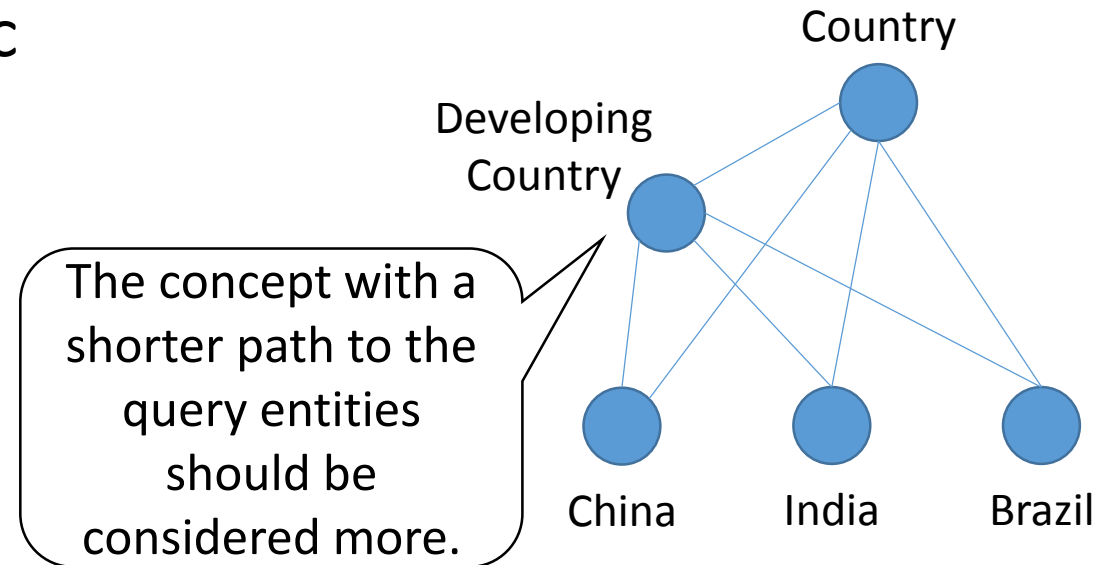 c
Country
Developing
Country
The concept with a
shorter path to the
query entities
should be
considered more.
China
India
Brazil